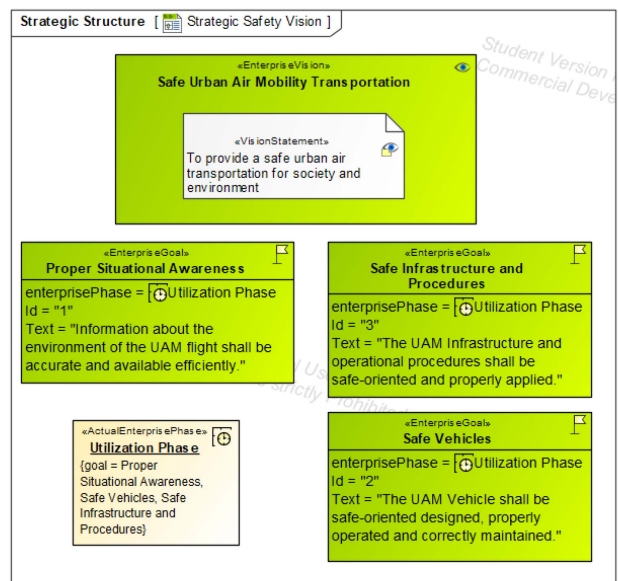 Strategic Structure [ Strategic Safety Vision ]
Student Version
Commercial Deve
«EnterpriseVision»
Safe Urban Air Mobility Transportation
«VisionStatement»
To provide a safe urban air
transportation for society and
environment
«EnterpriseGoal»
Proper Situational Awareness
enterprisePhase = Utilization Phase
Id = "1"
Text = "Information about the
environment of the UAM flight shall be
accurate and available efficiently."
«EnterpriseGoal»
Safe Infrastructure and
Procedures
enterprisePhase = Utilization Phase
Id = "3"
Text = "The UAM Infrastructure and
operational procedures shall be
safe-oriented and properly applied."
strictly Prohibited
«ActualEnterprisePhase»
Utilization Phase
{goal = Proper
Situational Awareness,
Safe Vehicles, Safe
Infrastructure and
Procedures}
«EnterpriseGoal»
Safe Vehicles
enterprisePhase = Utilization Phase
Id = "2"
Text = "The UAM Vehicle shall be
safe-oriented designed, properly
operated and correctly maintained."